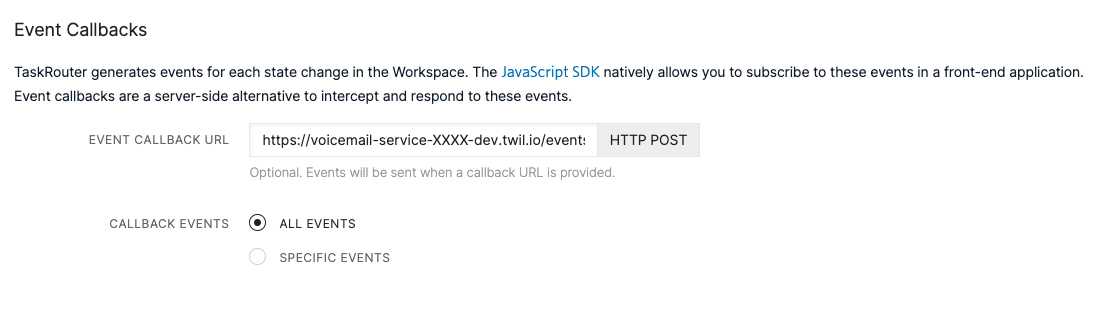 Event Callbacks
TaskRouter generates events for each state change in the Workspace. The JavaScript SDK natively allows you to subscribe to these events in a front-end application.
Event callbacks are a server-side alternative to intercept and respond to these events.
EVENT CALLBACK URL https://voicemail-service-XXXX-dev.twil.io/events HTTP POST
Optional. Events will be sent when a callback URL is provided.
CALLBACK EVENTS ALL EVENTS
SPECIFIC EVENTS